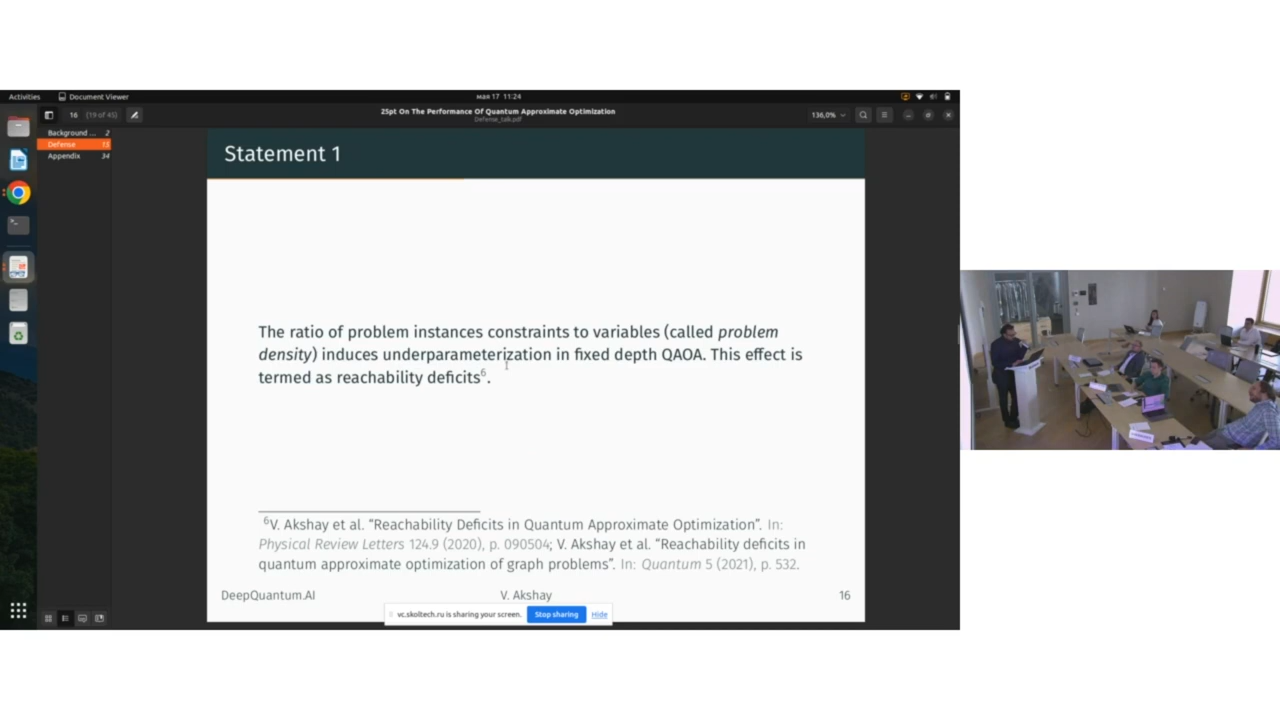 Activities
Document Viewer
мая 17 11:24
16
(19 of 45)
25pt On The Performance Of Quantum Approximate Optimization
Defense_talk.pdf
136,0%
Background ... 2
Defense 13
Appendix 34
Statement 1
The ratio of problem instances constraints to variables (called problem
density) induces underparameterization in fixed depth QAOA. This effect is
termed as reachability deficits6.
6V. Akshay et al. “Reachability Deficits in Quantum Approximate Optimization”. In:
Physical Review Letters 124.9 (2020), p. 090504; V. Akshay et al. “Reachability deficits in
quantum approximate optimization of graph problems”. In: Quantum 5 (2021), p. 532.
DeepQuantum.AI
V. Akshay
16
vc.skoltech.ru is sharing your screen.
Stop sharing
Hide